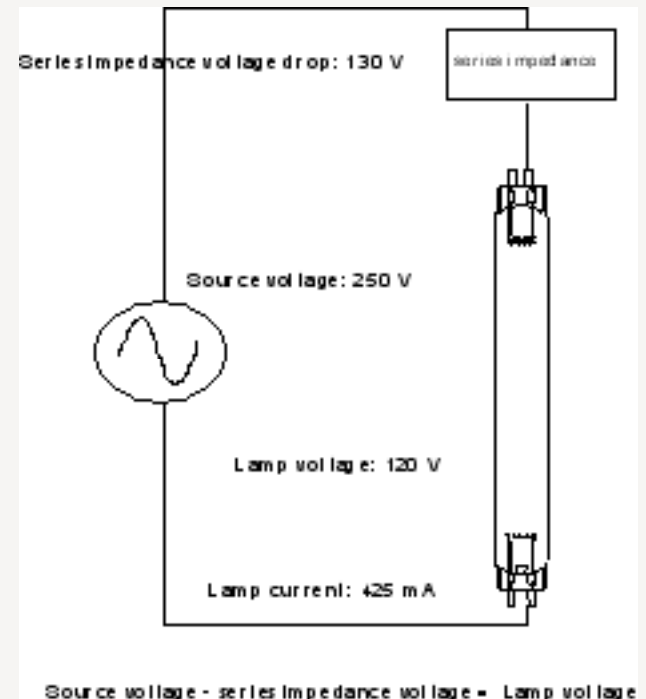 Series impedance voltage drop: 130 V
series impedance
Source voltage: 250 V
Lamp voltage: 120 V
Lamp current: 425 mA
Source voltage - series impedance voltage = Lamp voltage